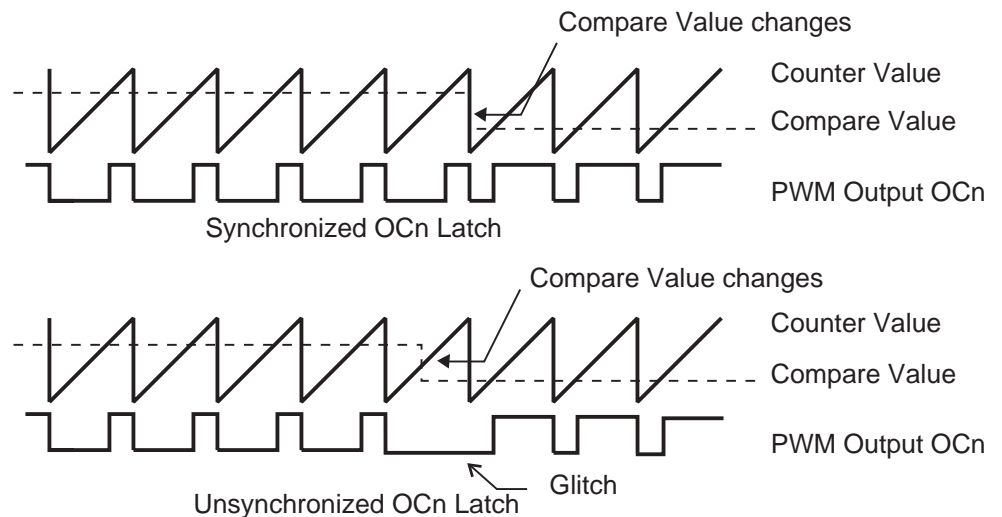 Compare Value changes
Counter Value
Compare Value
PWM Output OCn
Synchronized OCn Latch
Compare Value changes
Counter Value
Compare Value
PWM Output OCn
Glitch
Unsynchronized OCn Latch